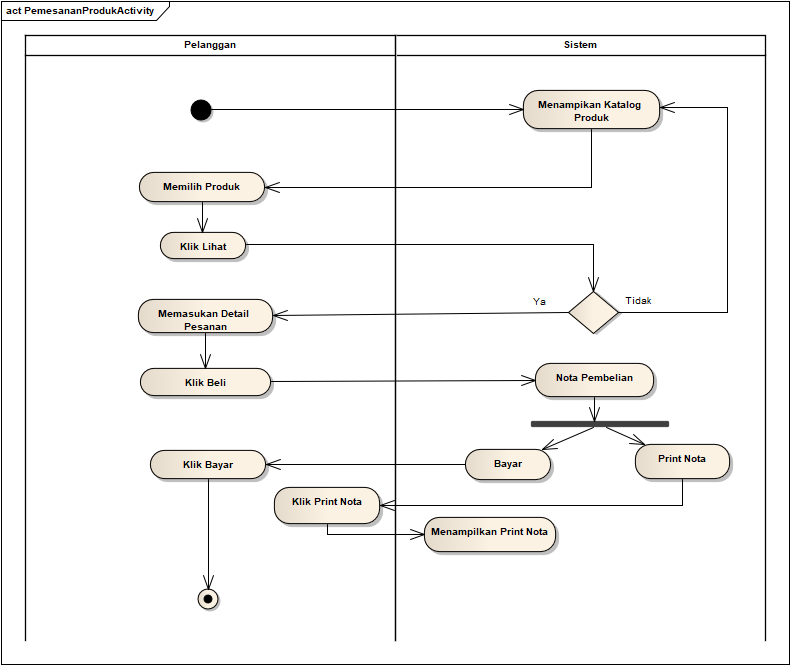 act PemesananProdukActivity
Pelanggan
Sistem
Menampikan Katalog
Produk
Memilih Produk
Klik Lihat
Ya
Tidak
Memasukan Detail
Pesanan
Klik Beli
Nota Pembelian
Klik Bayar
Bayar
Print Nota
Klik Print Nota
Menampilkan Print Nota